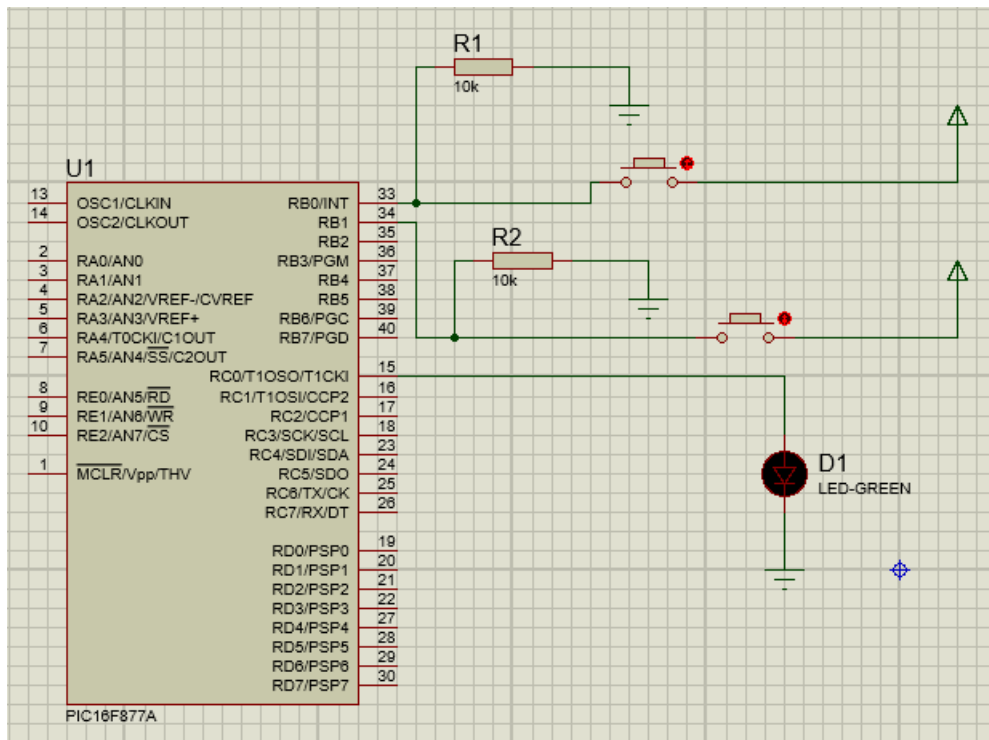 R1
10k
U1
13 OSC1/CLKIN RB0/INT 33
14 OSC2/CLKOUT RB1 34
RB2 35
2 RA0/AN0 RB3/PGM 36
3 RA1/AN1 RB4 37
4 RA2/AN2/VREF-/CVREF RB5 38
5 RA3/AN3/VREF+ RB6/PGC 39
6 RA4/T0CKI/C1OUT RB7/PGD 40
7 RA5/AN4/SS/C2OUT
R2
10k
RC0/T1OSO/T1CKI 15
8 RE0/AN5/RD RC1/T1OSI/CCP2 16
9 RE1/AN6/WR RC2/CCP1 17
10 RE2/AN7/CS RC3/SCK/SCL 18
RC4/SDI/SDA 23
1 MCLR/Vpp/THV RC5/SDO 24
RC6/TX/CK 25
RC7/RX/DT 26
D1
LED-GREEN
RD0/PSP0 19
RD1/PSP1 20
RD2/PSP2 21
RD3/PSP3 22
RD4/PSP4 27
RD5/PSP5 28
RD6/PSP6 29
RD7/PSP7 30
PIC16F877A